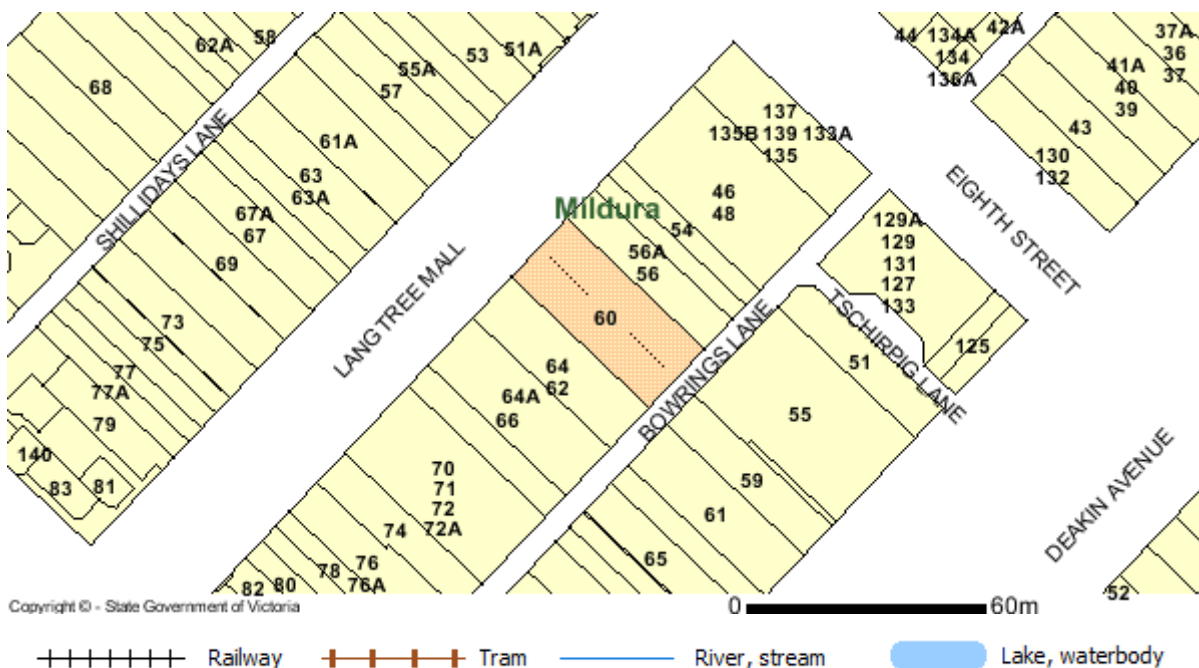 58
62A
68
53
51A
55A
57
61A
63
63A
67A
67
69
73
75
77
77A
79
140
83
81
SHILLIDAYS LANE
LANGTREE MALL
Mildura
44
134A
42A
134
136A
37A
36
37
41A
40
39
43
130
132
137
135B 139 133A
135
46
48
54
56A
56
60
64
62
64A
66
70
71
72
72A
74
76
76A
78
80
82
EIGHTH STREET
129A
129
131
127
133
125
TSCHIRPIG LANE
BOWRINGS LANE
51
55
59
61
65
DEAKIN AVENUE
52
Copyright © - State Government of Victoria
0 60m
Railway Tram River, stream Lake, waterbody